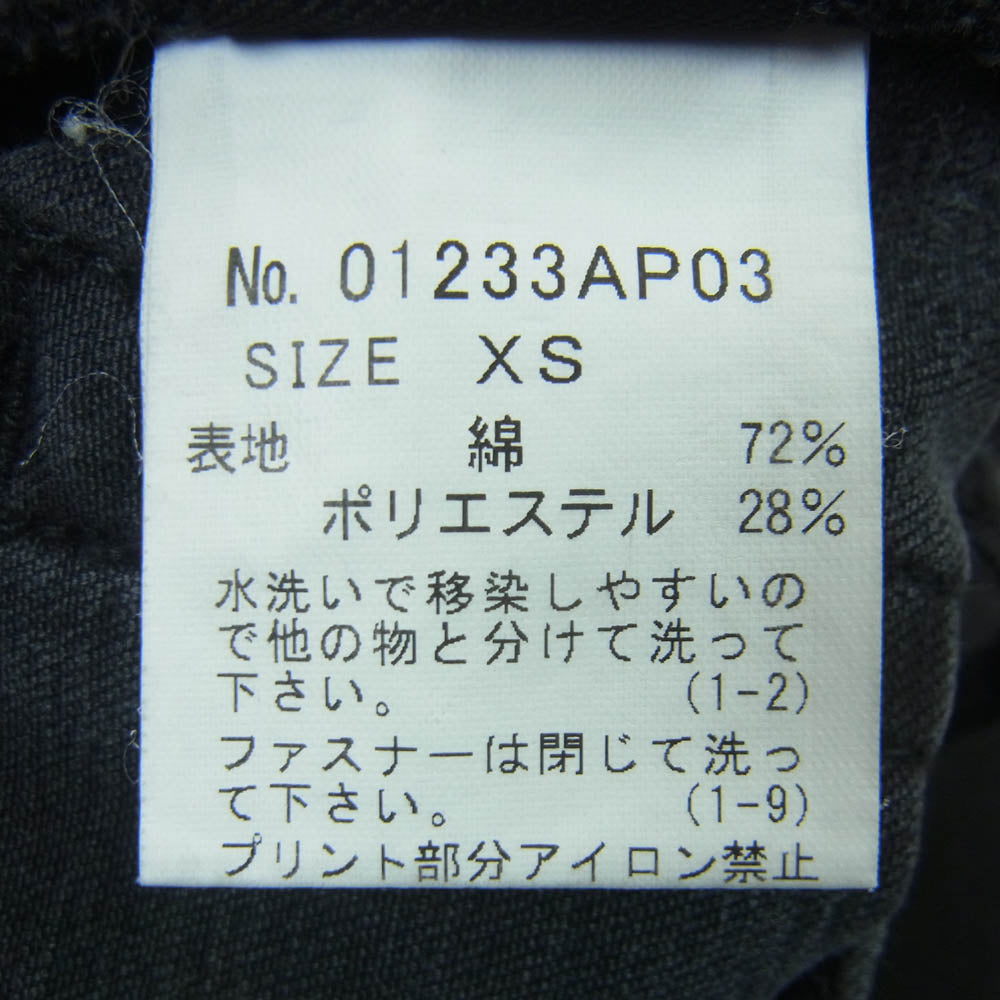 No. 01233AP03
SIZE XS
表地 綿 72%
ポリエステル 28%
水洗いで移染しやすいの
で他の物と分けて洗って
下さい。 (1-2)
ファスナーは閉じて洗っ
て下さい。 (1-9)
プリント部分アイロン禁止